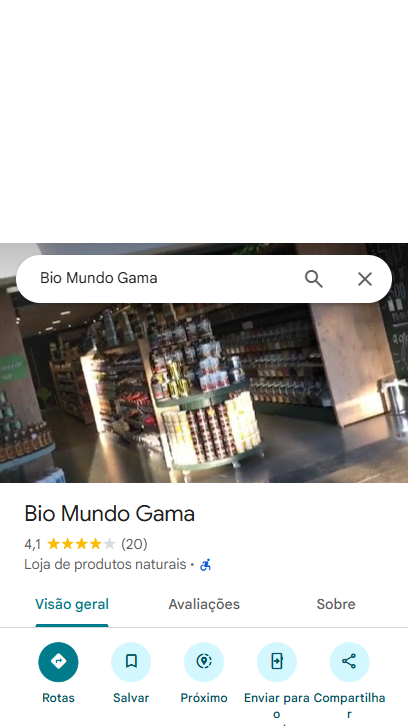 Bio Mundo Gama
Bio Mundo Gama
4,1 (20)
Loja de produtos naturais ·
Visão geral
Avaliações
Sobre
Rotas
Salvar
Próximo
Enviar para
o
Compartilha
r